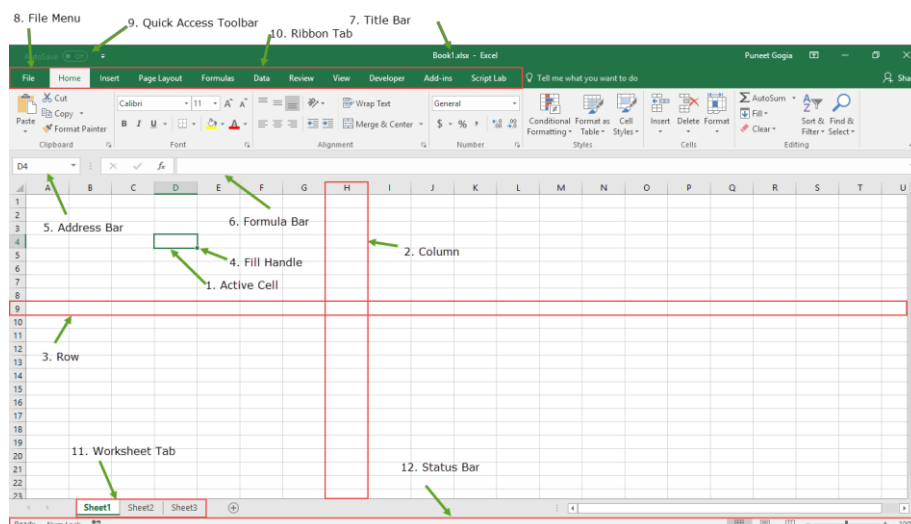 8. File Menu
9. Quick Access Toolbar
7. Title Bar
10. Ribbon Tab
AutoSave Off
Book1.xlsx - Excel
Puneet Gogia
File Home Insert Page Layout Formulas Data Review View Developer Add-ins Script Lab Tell me what you want to do Sha
Cut
Copy
Format Painter
Paste
Clipboard
Calibri 11 A A
B I U A
Font
Wrap Text
Merge & Center
Alignment
General
$ % ,
Number
Conditional Formatting
Format as Table
Cell Styles
Styles
Insert Delete Format
Cells
AutoSum
Fill
Clear
Sort & Filter
Find & Select
Editing
D4 fx
A B C D E F G H I J K L M N O P Q R S T U
1
2
3
4
5
6
7
8
9
10
11
12
13
14
15
16
17
18
19
20
21
22
23
5. Address Bar
6. Formula Bar
2. Column
4. Fill Handle
1. Active Cell
3. Row
11. Worksheet Tab
12. Status Bar
Sheet1 Sheet2 Sheet3
Ready Num Lock